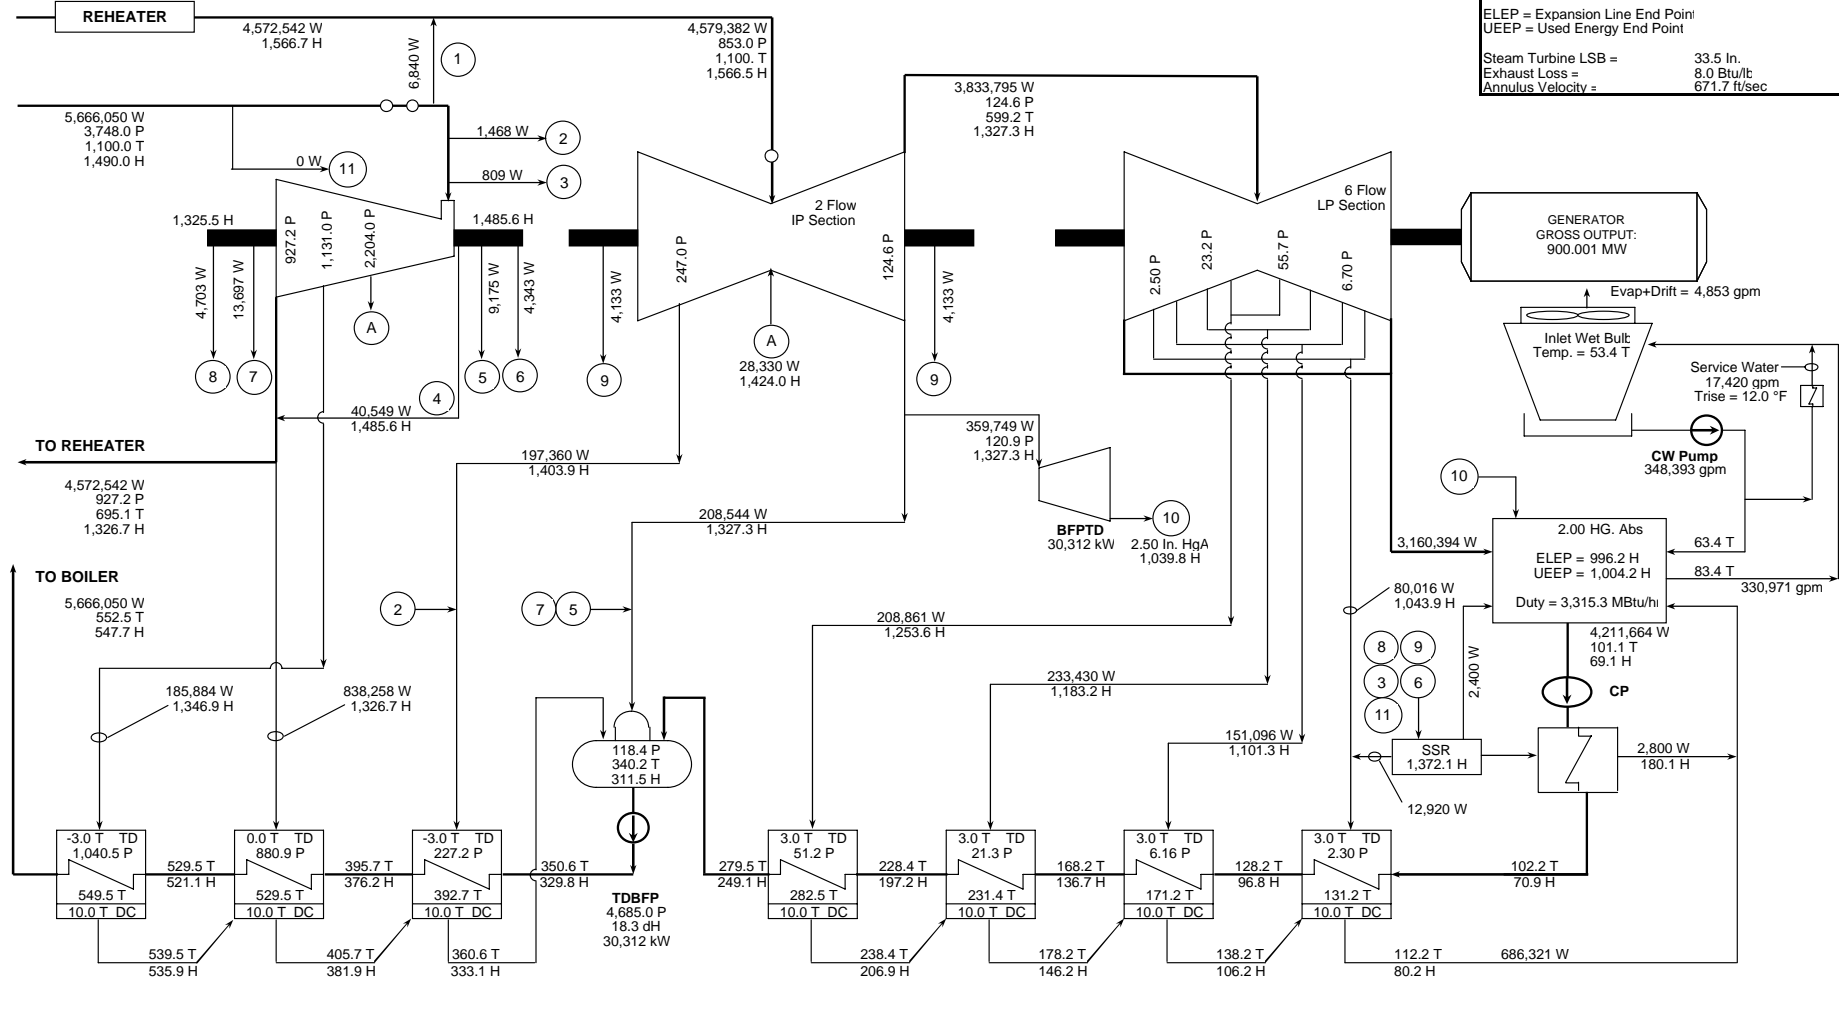 REHEATER
4,572,542 W
1,566.7 H
6,840 W
1
4,579,382 W
853.0 P
1,100. T
1,566.5 H
3,833,795 W
124.6 P
599.2 T
1,327.3 H
ELEP = Expansion Line End Point
UEEP = Used Energy End Point
Steam Turbine LSB = 33.5 In.
Exhaust Loss = 8.0 Btu/lb
Annulus Velocity = 671.7 ft/sec
5,666,050 W
3,748.0 P
1,100.0 T
1,490.0 H
0 W
11
1,468 W
2
809 W
3
1,325.5 H
927.2 P
1,131.0 P
2,204.0 P
1,485.6 H
4,703 W
13,697 W
9,175 W
4,343 W
8
7
A
5
6
4
40,549 W
1,485.6 H
2 Flow
IP Section
247.0 P
124.6 P
4,133 W
4,133 W
9
A
9
28,330 W
1,424.0 H
6 Flow
LP Section
2.50 P
23.2 P
55.7 P
6.70 P
GENERATOR
GROSS OUTPUT:
900.001 MW
Evap+Drift = 4,853 gpm
Inlet Wet Bulb
Temp. = 53.4 T
Service Water
17,420 gpm
Trise = 12.0 °F
CW Pump
348,393 gpm
TO REHEATER
4,572,542 W
927.2 P
695.1 T
1,326.7 H
197,360 W
1,403.9 H
208,544 W
1,327.3 H
359,749 W
120.9 P
1,327.3 H
BFPTD
30,312 kW
10
2.50 In. HgA
1,039.8 H
10
3,160,394 W
2.00 HG. Abs
ELEP = 996.2 H
UEEP = 1,004.2 H
Duty = 3,315.3 MBtu/hr
63.4 T
83.4 T
330,971 gpm
TO BOILER
5,666,050 W
552.5 T
547.7 H
2
7
5
208,861 W
1,253.6 H
80,016 W
1,043.9 H
4,211,664 W
101.1 T
69.1 H
8
9
3
6
11
2,400 W
CP
185,884 W
1,346.9 H
838,258 W
1,326.7 H
233,430 W
1,183.2 H
151,096 W
1,101.3 H
SSR
1,372.1 H
2,800 W
180.1 H
12,920 W
118.4 P
340.2 T
311.5 H
-3.0 T TD
1,040.5 P
549.5 T
10.0 T DC
529.5 T
521.1 H
0.0 T TD
880.9 P
529.5 T
10.0 T DC
395.7 T
376.2 H
-3.0 T TD
227.2 P
392.7 T
10.0 T DC
350.6 T
329.8 H
TDBFP
4,685.0 P
18.3 dH
30,312 kW
279.5 T
249.1 H
3.0 T TD
51.2 P
282.5 T
10.0 T DC
228.4 T
197.2 H
3.0 T TD
21.3 P
231.4 T
10.0 T DC
168.2 T
136.7 H
3.0 T TD
6.16 P
171.2 T
10.0 T DC
128.2 T
96.8 H
3.0 T TD
2.30 P
131.2 T
10.0 T DC
102.2 T
70.9 H
539.5 T
535.9 H
405.7 T
381.9 H
360.6 T
333.1 H
238.4 T
206.9 H
178.2 T
146.2 H
138.2 T
106.2 H
112.2 T
80.2 H
686,321 W